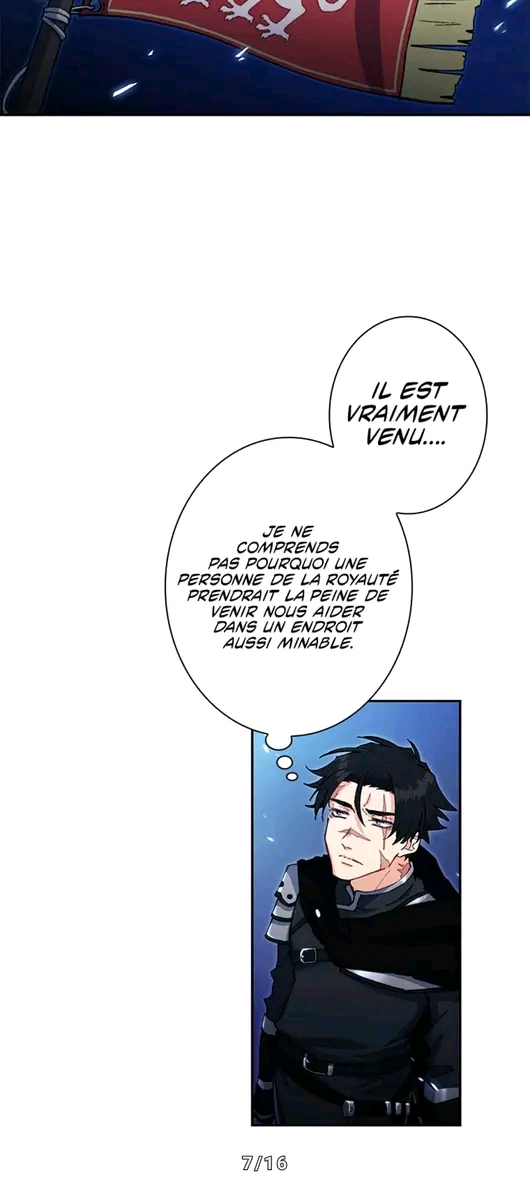 IL EST
VRAIMENT
VENU....
JE NE
COMPRENDS
PAS POURQUOI UNE
PERSONNE DE LA ROYAUTÉ
PRENDRAIT LA PEINE DE
VENIR NOUS AIDER
DANS UN ENDROIT
AUSSI MINABLE.
7/16